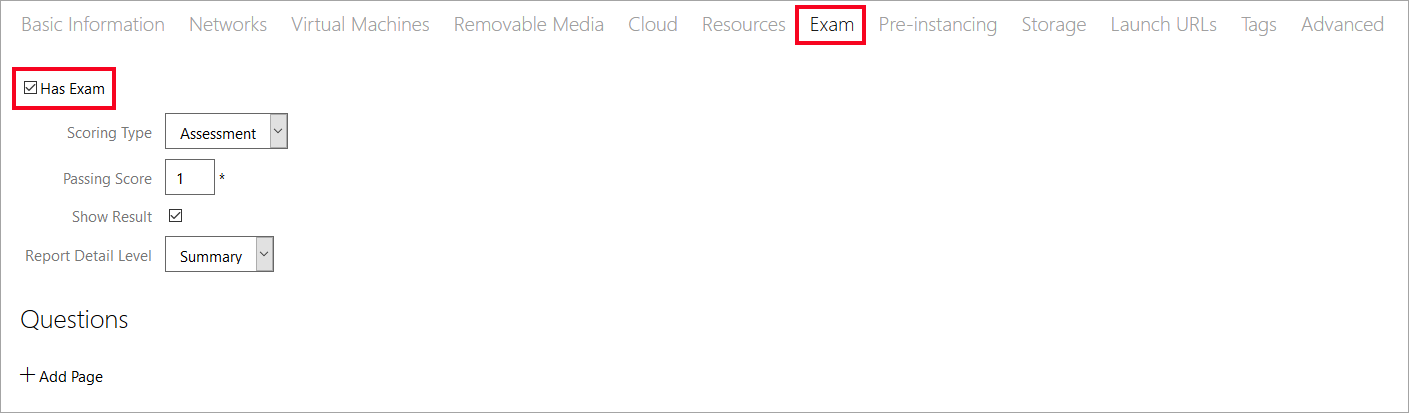 Basic Information Networks Virtual Machines Removable Media Cloud Resources Exam Pre-instancing Storage Launch URLs Tags Advanced
Has Exam
Scoring Type Assessment
Passing Score 1 *
Show Result
Report Detail Level Summary
Questions
Add Page